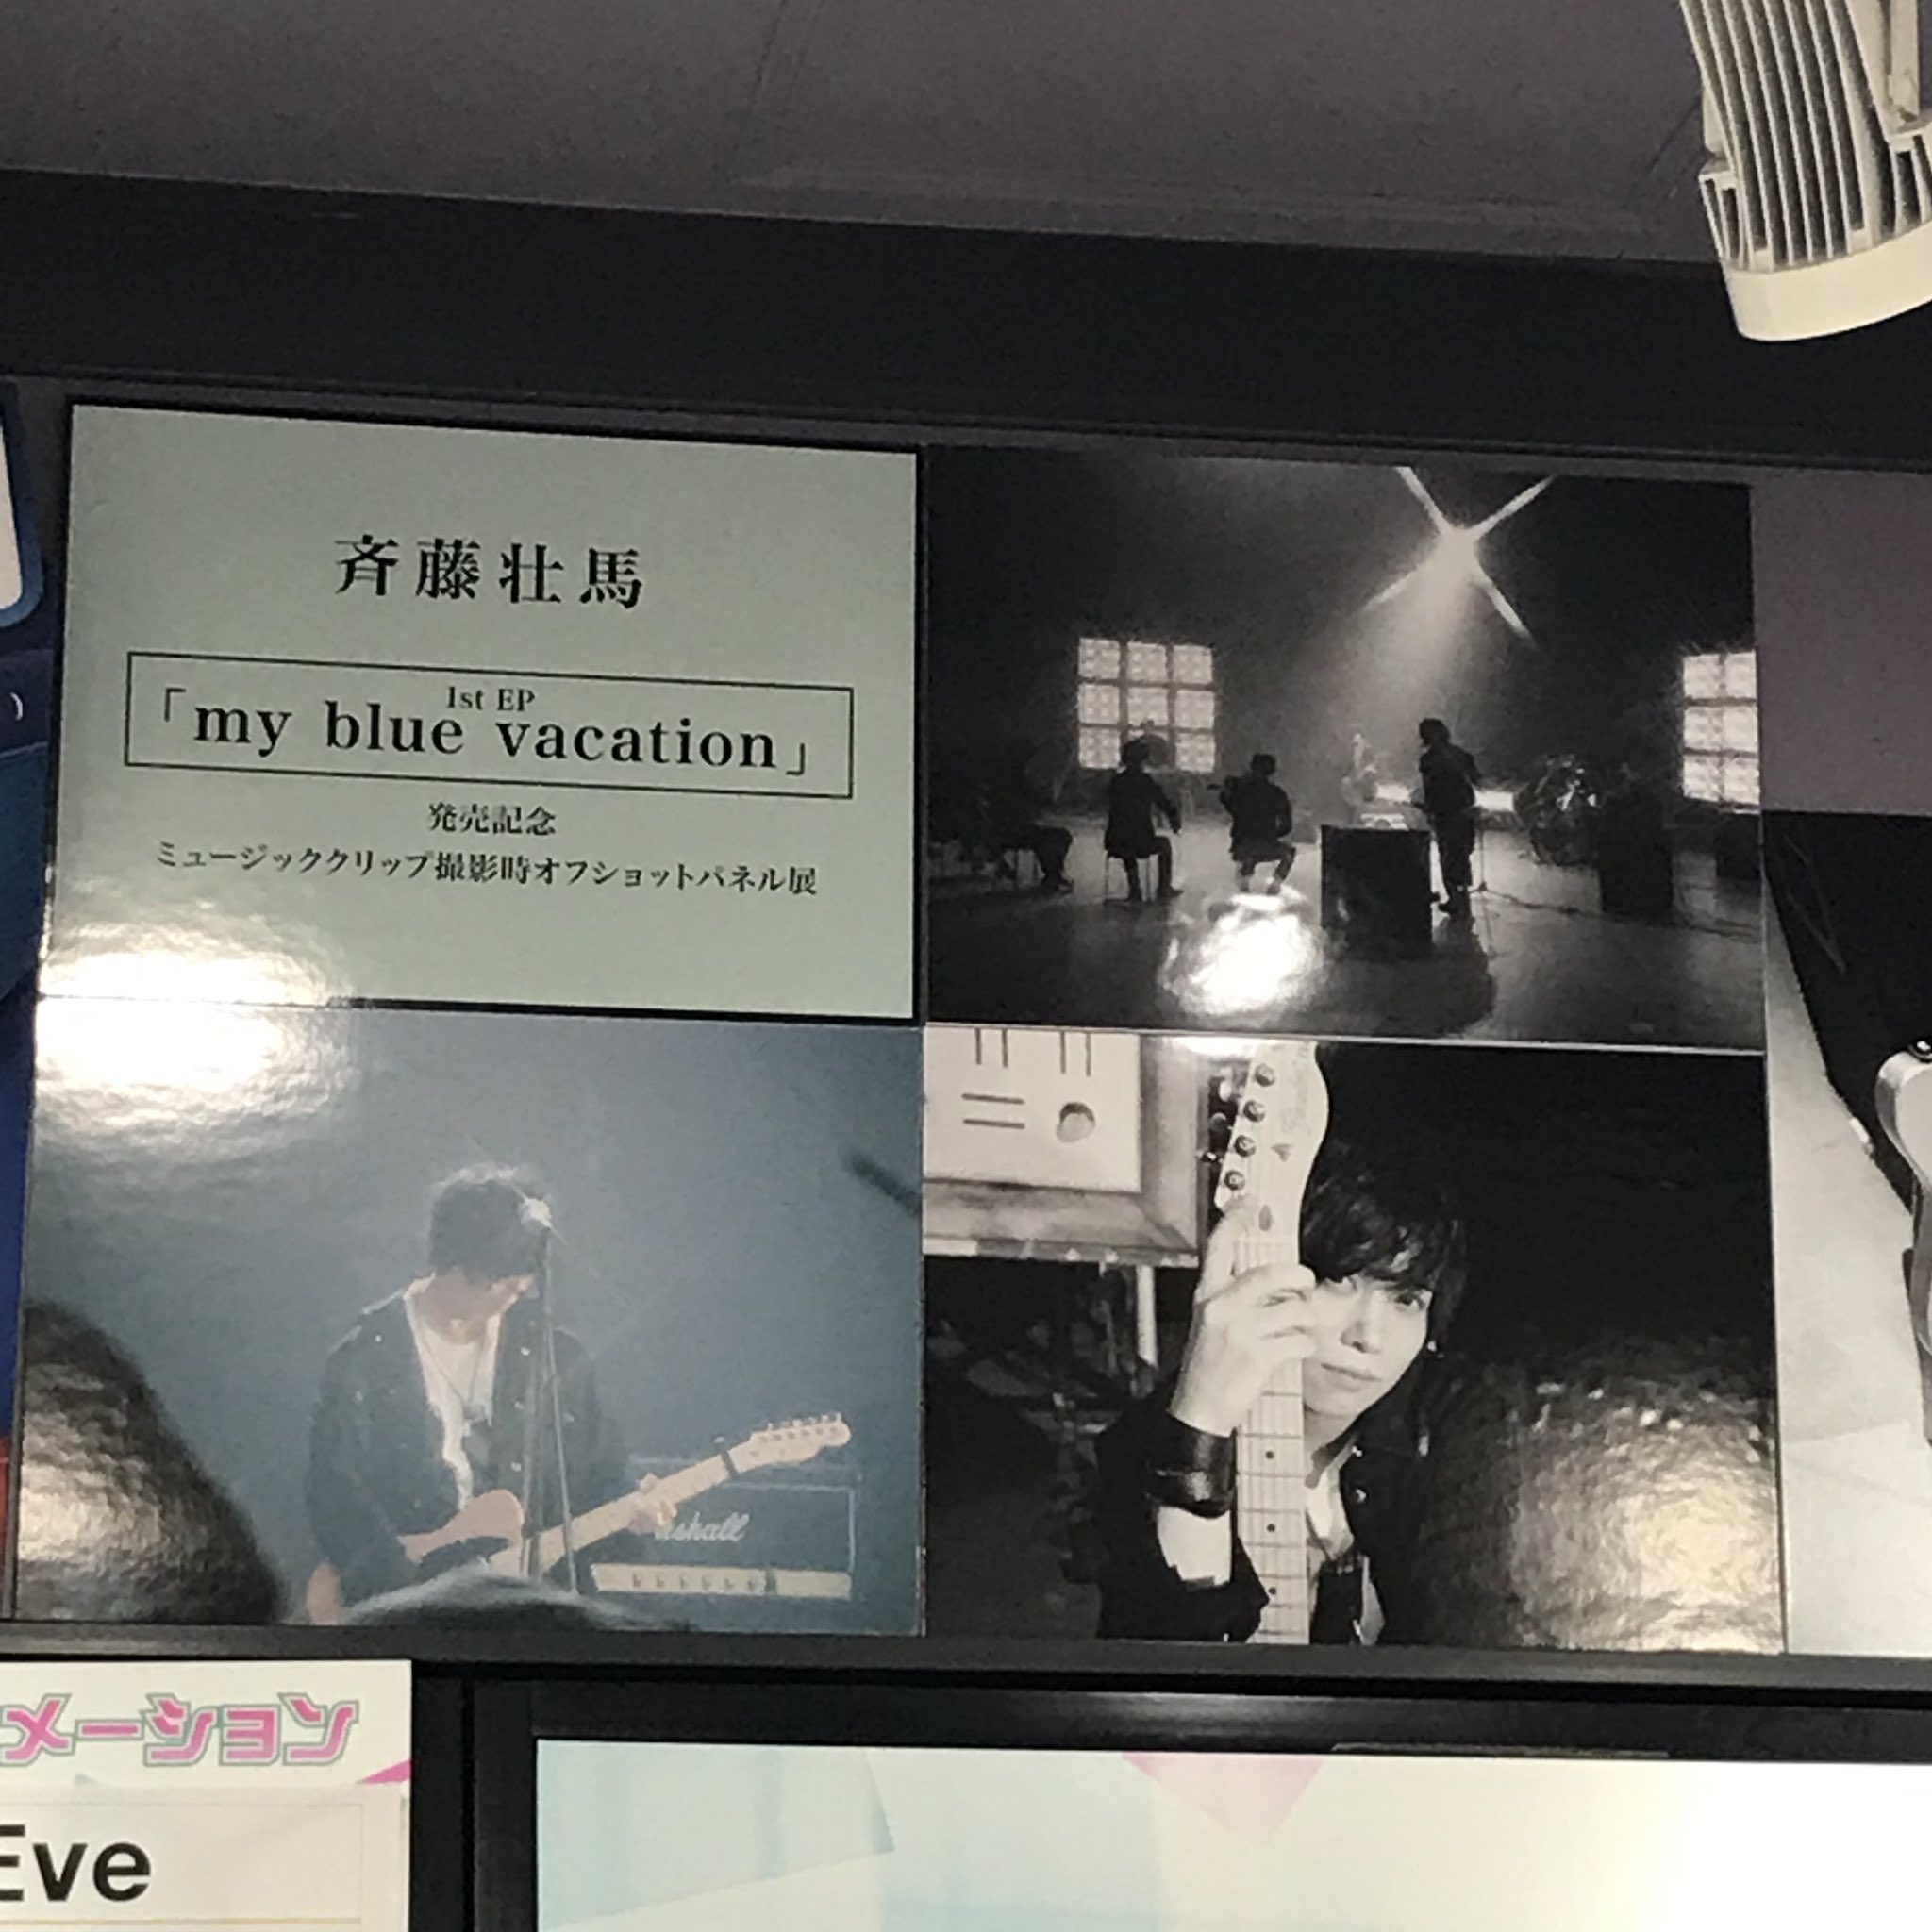 斉藤壮馬
1st EP
「my blue vacation」
発売記念
ミュージッククリップ撮影時オフショットパネル展
shall
メーション
Eve